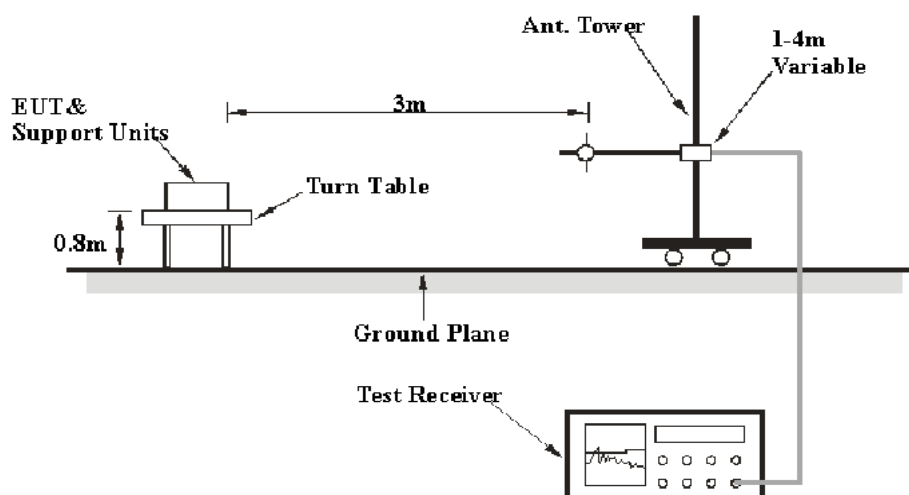 Ant. Tower
1-4m
Variable
EUT&
Support Units
3m
Turn Table
0.8m
Ground Plane
Test Receiver